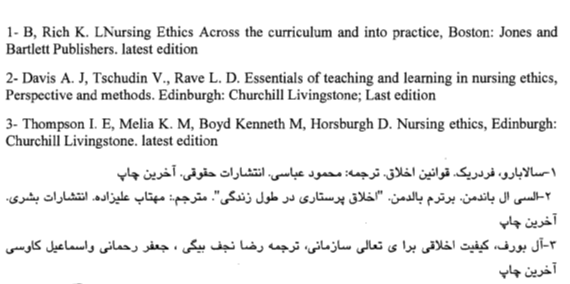 1- B, Rich K. LNursing Ethics Across the curriculum and into practice, Boston: Jones and
Bartlett Publishers. latest edition
2- Davis A. J, Tschudin V., Rave L. D. Essentials of teaching and learning in nursing ethics,
Perspective and methods. Edinburgh: Churchill Livingstone; Last edition
3- Thompson I. E, Melia K. M, Boyd Kenneth M, Horsburgh D. Nursing ethics, Edinburgh:
Churchill Livingstone. latest edition
۱-سالابارو، فردریک. قوانین اخلاق. ترجمه: محمود عباسی. انتشارات حقوقی. آخرین چاپ
۲-السی ال باندمن. برترم بالدمن. "اخلاق پرستاری در طول زندگی". مترجم: مهتاب علیزاده. انتشارات بشری.
آخرین چاپ
۳-آل بورف، کیفیت اخلاقی برا ی تعالی سازمانی، ترجمه رضا نجف بیگی ، جعفر رحمانی واسماعیل کاوسی
آخرین چاپ